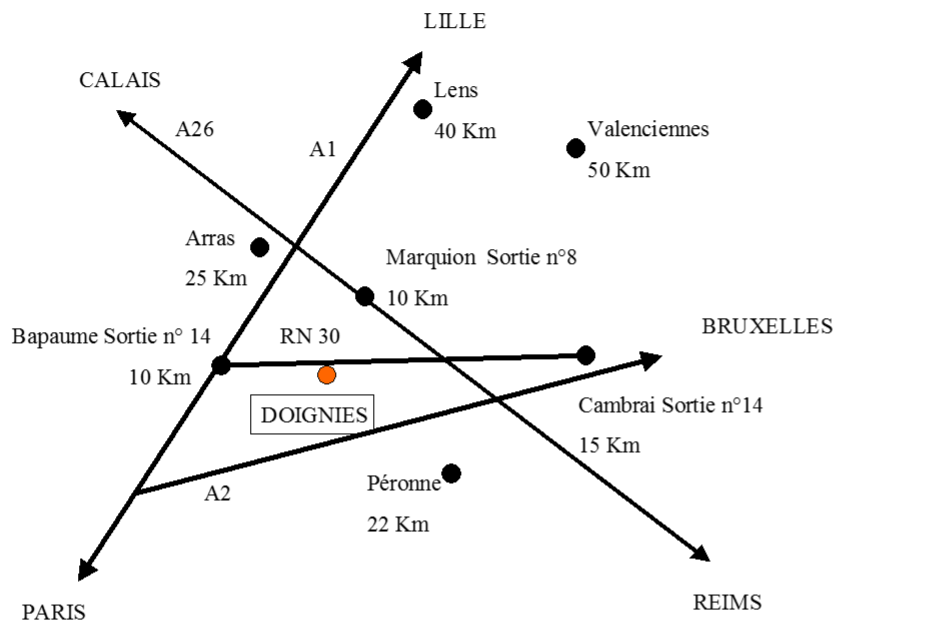 LILLE
CALAIS
Lens
40 Km
A26
A1
Valenciennes
50 Km
Arras
25 Km
Marquion Sortie n°8
10 Km
Bapaume Sortie n° 14
10 Km
RN 30
BRUXELLES
DOIGNIES
Cambrai Sortie n°14
15 Km
Péronne
22 Km
A2
PARIS
REIMS